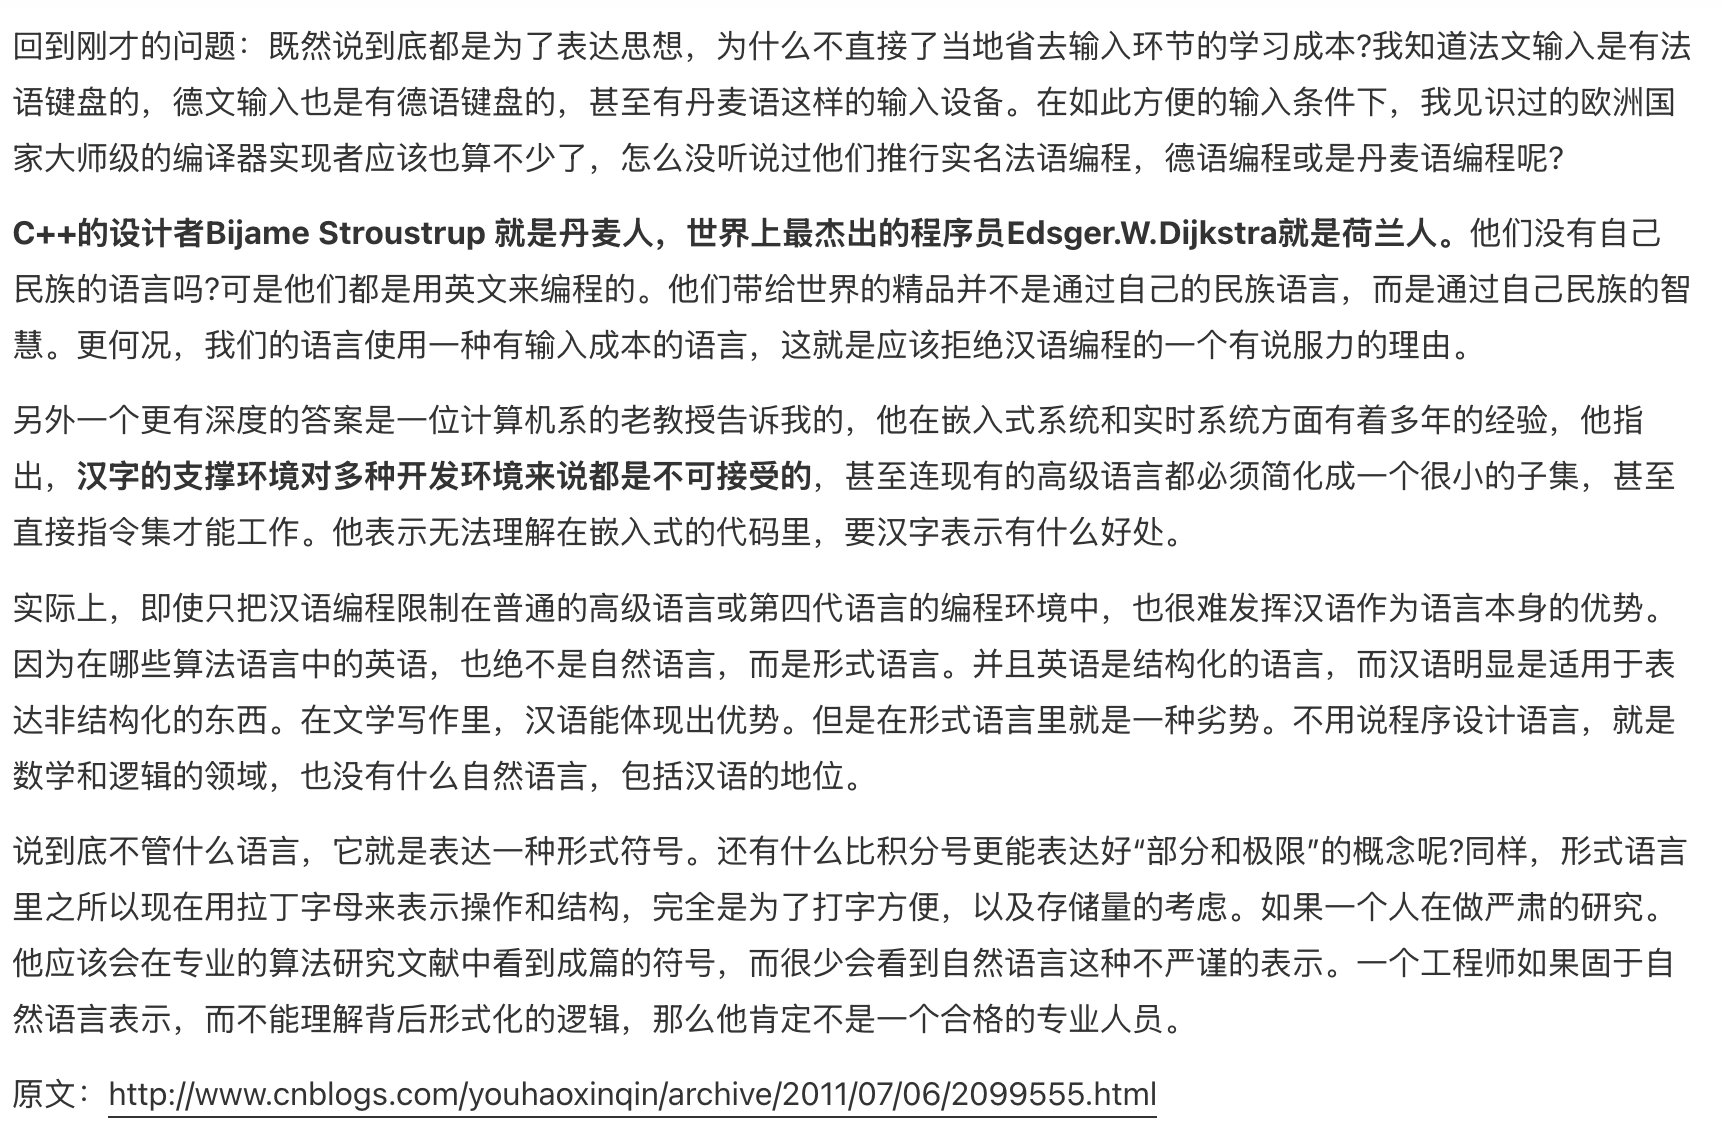 回到刚才的问题：既然说到底都是为了表达思想，为什么不直接了当地省去输入环节的学习成本?我知道法文输入是有法
语键盘的，德文输入也是有德语键盘的，甚至有丹麦语这样的输入设备。在如此方便的输入条件下，我见识过的欧洲国
家大师级的编译器实现者应该也算不少了，怎么没听说过他们推行实名法语编程，德语编程或是丹麦语编程呢?
C++的设计者Bijame Stroustrup 就是丹麦人，世界上最杰出的程序员Edsger.W.Dijkstra就是荷兰人。他们没有自己
民族的语言吗?可是他们都是用英文来编程的。他们带给世界的精品并不是通过自己的民族语言，而是通过自己民族的智
慧。更何况，我们的语言使用一种有输入成本的语言，这就是应该拒绝汉语编程的一个有说服力的理由。
另外一个更有深度的答案是一位计算机系的老教授告诉我的，他在嵌入式系统和实时系统方面有着多年的经验，他指
出，汉字的支撑环境对多种开发环境来说都是不可接受的，甚至连现有的高级语言都必须简化成一个很小的子集，甚至
直接指令集才能工作。他表示无法理解在嵌入式的代码里，要汉字表示有什么好处。
实际上，即使只把汉语编程限制在普通的高级语言或第四代语言的编程环境中，也很难发挥汉语作为语言本身的优势。
因为在哪些算法语言中的英语，也绝不是自然语言，而是形式语言。并且英语是结构化的语言，而汉语明显是适用于表
达非结构化的东西。在文学写作里，汉语能体现出优势。但是在形式语言里就是一种劣势。不用说程序设计语言，就是
数学和逻辑的领域，也没有什么自然语言，包括汉语的地位。
说到底不管什么语言，它就是表达一种形式符号。还有什么比积分号更能表达好“部分和极限”的概念呢?同样，形式语言
里之所以现在用拉丁字母来表示操作和结构，完全是为了打字方便，以及存储量的考虑。如果一个人在做严肃的研究。
他应该会在专业的算法研究文献中看到成篇的符号，而很少会看到自然语言这种不严谨的表示。一个工程师如果固于自
然语言表示，而不能理解背后形式化的逻辑，那么他肯定不是一个合格的专业人员。
原文：http://www.cnblogs.com/youhaoxinqin/archive/2011/07/06/2099555.html